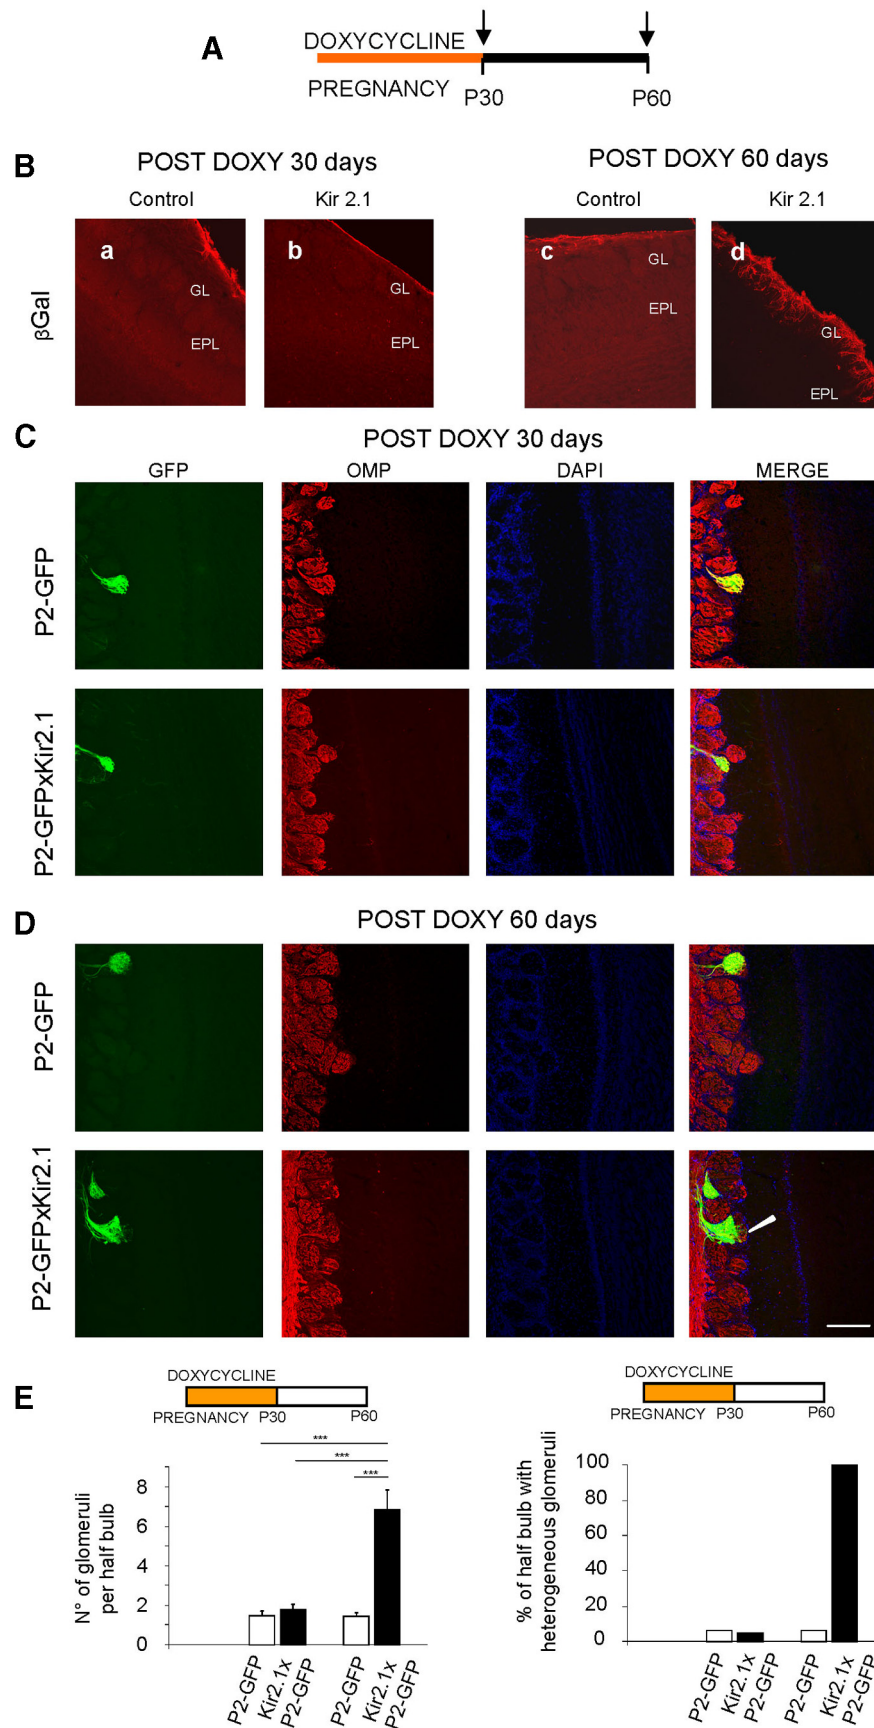 A
DOXYCYCLINE
PREGNANCY
P30
P60
B
POST DOXY 30 days
POST DOXY 60 days
Control
Kir 2.1
Control
Kir 2.1
βGal
a
GL
EPL
b
GL
EPL
c
GL
EPL
d
GL
EPL
C
POST DOXY 30 days
GFP
OMP
DAPI
MERGE
P2-GFP
P2-GFPxKir2.1
D
POST DOXY 60 days
P2-GFP
P2-GFPxKir2.1
E
DOXYCYCLINE
PREGNANCY
P30
P60
***
***
***
N° of glomeruli
per half bulb
8
6
4
2
0
P2-GFP
Kir2.1x
P2-GFP
P2-GFP
Kir2.1x
P2-GFP
DOXYCYCLINE
PREGNANCY
P30
P60
% of half bulb with
heterogeneous glomeruli
100
80
60
40
20
0
P2-GFP
Kir2.1x
P2-GFP
P2-GFP
Kir2.1x
P2-GFP